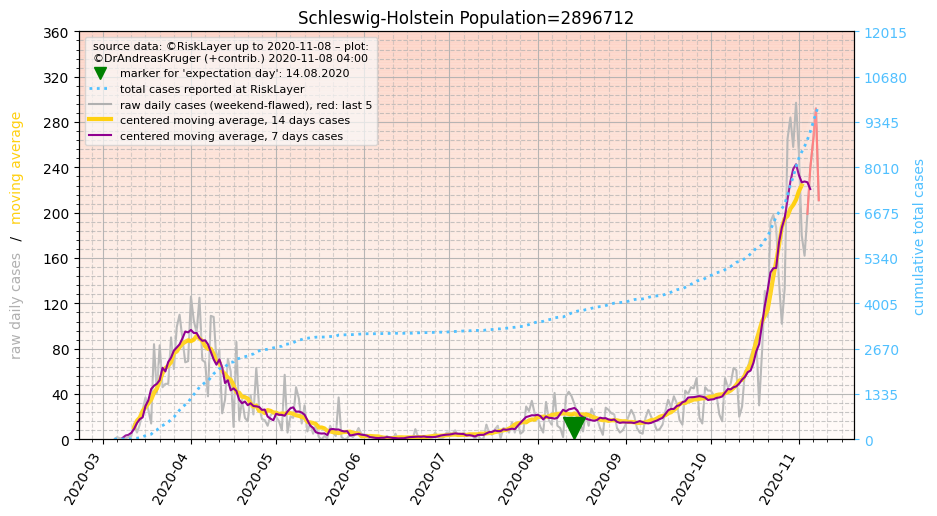 Schleswig-Holstein Population=2896712
source data: ©RiskLayer up to 2020-11-08 – plot:
©DrAndreasKruger (+contrib.) 2020-11-08 04:00
marker for 'expectation day': 14.08.2020
total cases reported at RiskLayer
raw daily cases (weekend-flawed), red: last 5
centered moving average, 14 days cases
centered moving average, 7 days cases
raw daily cases / moving average
360
320
280
240
200
160
120
80
40
0
12015
10680
9345
8010
6675
5340
4005
2670
1335
0
cumulative total cases
2020-03
2020-04
2020-05
2020-06
2020-07
2020-08
2020-09
2020-10
2020-11